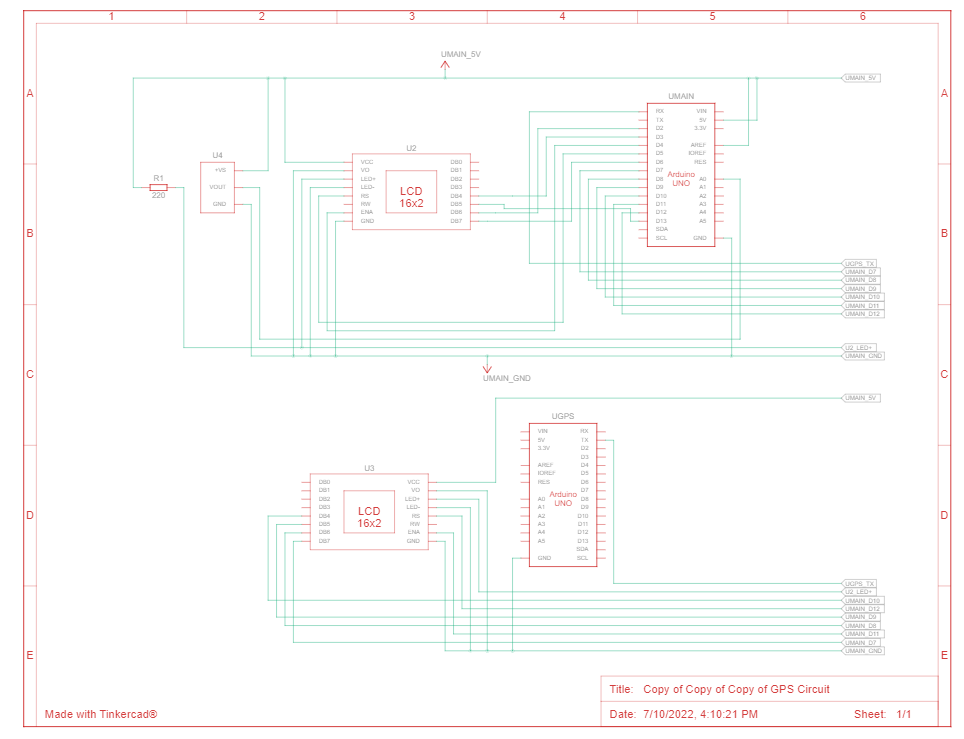 1 2 3 4 5 6
A
A
B
B
C
C
D
D
E
E
UMAIN_5V
UMAIN_5V
UMAIN
RX
TX
D2
D3
D4
D5
D6
D7
D8
D9
D10
D11
D12
D13
SDA
SCL
VIN
5V
3.3V
AREF
IOREF
RES
A0
A1
A2
A3
A4
A5
GND
Arduino
UNO
U4
+VS
VOUT
GND
R1
220
U2
VCC
VO
LED+
LED-
RS
RW
ENA
GND
DB0
DB1
DB2
DB3
DB4
DB5
DB6
DB7
LCD
16x2
UGPS_TX
UMAIN_D7
UMAIN_D8
UMAIN_D9
UMAIN_D10
UMAIN_D11
UMAIN_D12
U2_LED+
UMAIN_GND
UMAIN_GND
UMAIN_5V
UGPS
VIN
5V
3.3V
AREF
IOREF
RES
A0
A1
A2
A3
A4
A5
GND
RX
TX
D2
D3
D4
D5
D6
D7
D8
D9
D10
D11
D12
D13
SDA
SCL
Arduino
UNO
U3
DB0
DB1
DB2
DB3
DB4
DB5
DB6
DB7
VCC
VO
LED+
LED-
RS
RW
ENA
GND
LCD
16x2
UGPS_TX
U2_LED+
UMAIN_D10
UMAIN_D12
UMAIN_D9
UMAIN_D8
UMAIN_D11
UMAIN_D7
UMAIN_GND
Title: Copy of Copy of Copy of GPS Circuit
Made with Tinkercad®
Date: 7/10/2022, 4:10:21 PM Sheet: 1/1